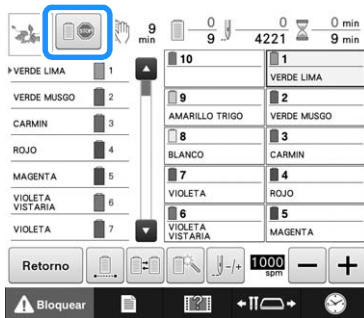 STOP
9
min
0
9
0
4221
0 min
9 min
VERDE LIMA 1
VERDE MUSGO 2
CARMIN 3
ROJO 4
MAGENTA 5
VIOLETA
VISTARIA 6
VIOLETA 7
10
1
VERDE LIMA
9
AMARILLO TRIGO
2
VERDE MUSGO
8
BLANCO
3
CARMIN
7
VIOLETA
4
ROJO
6
VIOLETA
VISTARIA
5
MAGENTA
Retorno
-/+
1000
spm
− +
Bloquear
?